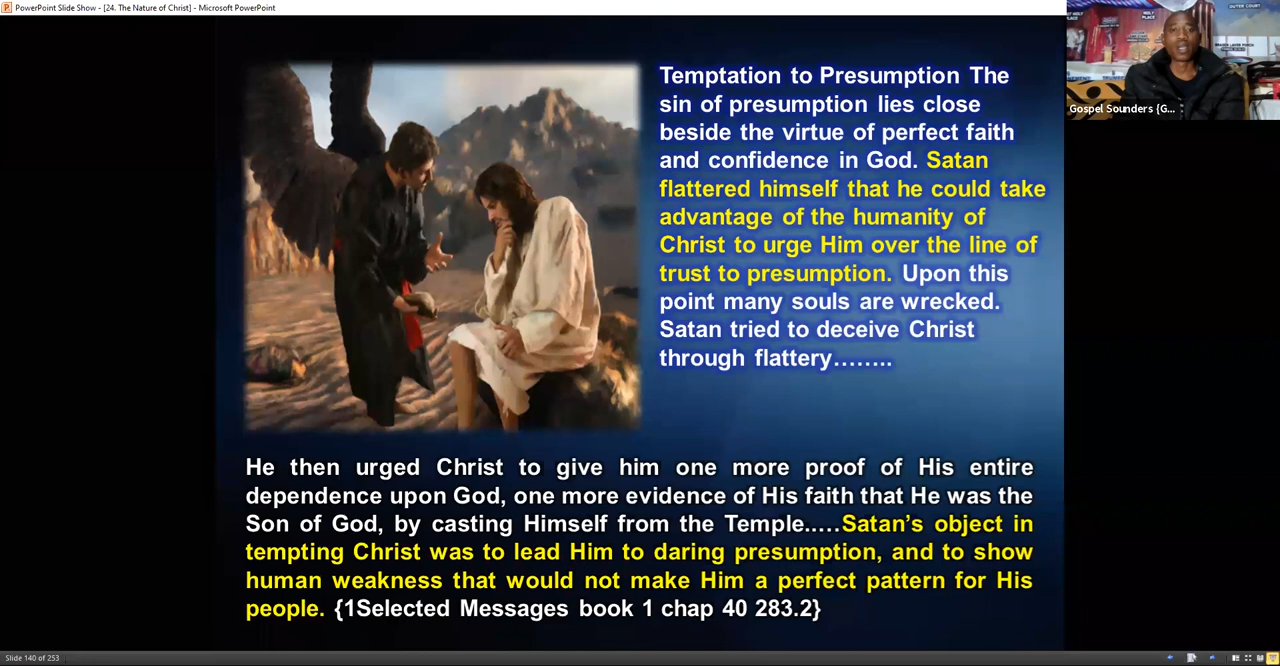 PowerPoint Slide Show - [24. The Nature of Christ] - Microsoft PowerPoint
OUTER COURT
HOLY
PLACE
Gospel Sounders {G...
Temptation to Presumption The
sin of presumption lies close
beside the virtue of perfect faith
and confidence in God. Satan
flattered himself that he could take
advantage of the humanity of
Christ to urge Him over the line of
trust to presumption. Upon this
point many souls are wrecked.
Satan tried to deceive Christ
through flattery……..
He then urged Christ to give him one more proof of His entire
dependence upon God, one more evidence of His faith that He was the
Son of God, by casting Himself from the Temple..…Satan’s object in
tempting Christ was to lead Him to daring presumption, and to show
human weakness that would not make Him a perfect pattern for His
people. {1Selected Messages book 1 chap 40 283.2}
Slide 140 of 253